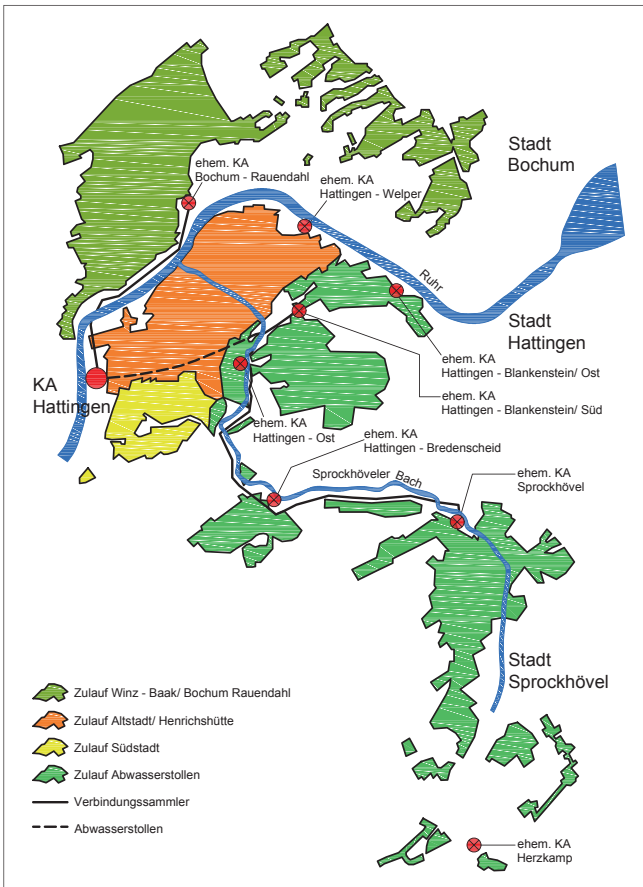 Stadt
Bochum
ehem. KA
Bochum - Rauendahl
ehem. KA
Hattingen - Welper
Ruhr
Stadt
Hattingen
ehem. KA
Hattingen - Blankenstein/ Ost
KA
Hattingen
ehem. KA
Hattingen - Blankenstein/ Süd
ehem. KA
Hattingen - Ost
ehem. KA
Hattingen - Bredenscheid
Sprockhöveler Bach
ehem. KA
Sprockhövel
Stadt
Sprockhövel
Zulauf Winz - Baak/ Bochum Rauendahl
Zulauf Altstadt/ Henrichshütte
Zulauf Südstadt
Zulauf Abwasserstollen
Verbindungssammler
Abwasserstollen
ehem. KA
Herzkamp